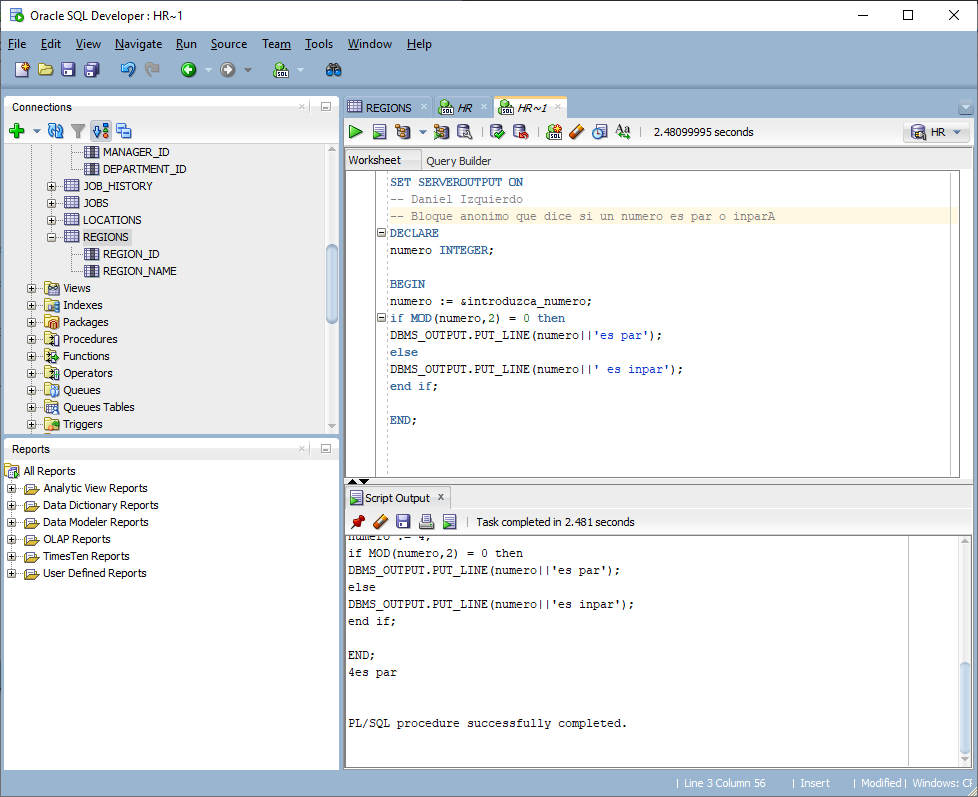 Oracle SQL Developer : HR~1
File Edit View Navigate Run Source Team Tools Window Help
Connections
MANAGER_ID
DEPARTMENT_ID
JOB_HISTORY
JOBS
LOCATIONS
REGIONS
REGION_ID
REGION_NAME
Views
Indexes
Packages
Procedures
Functions
Operators
Queues
Queues Tables
Triggers
Reports
All Reports
Analytic View Reports
Data Dictionary Reports
Data Modeler Reports
OLAP Reports
TimesTen Reports
User Defined Reports
REGIONS HR HR~1
2.48099995 seconds HR
Worksheet Query Builder
SET SERVEROUTPUT ON
-- Daniel Izquierdo
-- Bloque anonimo que dice si un numero es par o inparA
DECLARE
numero INTEGER;
BEGIN
numero := &introduzca_numero;
if MOD(numero,2) = 0 then
DBMS_OUTPUT.PUT_LINE(numero||'es par');
else
DBMS_OUTPUT.PUT_LINE(numero||' es inpar');
end if;
END;
Script Output x
Task completed in 2.481 seconds
numero := 4;
if MOD(numero,2) = 0 then
DBMS_OUTPUT.PUT_LINE(numero||'es par');
else
DBMS_OUTPUT.PUT_LINE(numero||'es inpar');
end if;
END;
4es par
PL/SQL procedure successfully completed.
Line 3 Column 56 Insert Modified Windows: